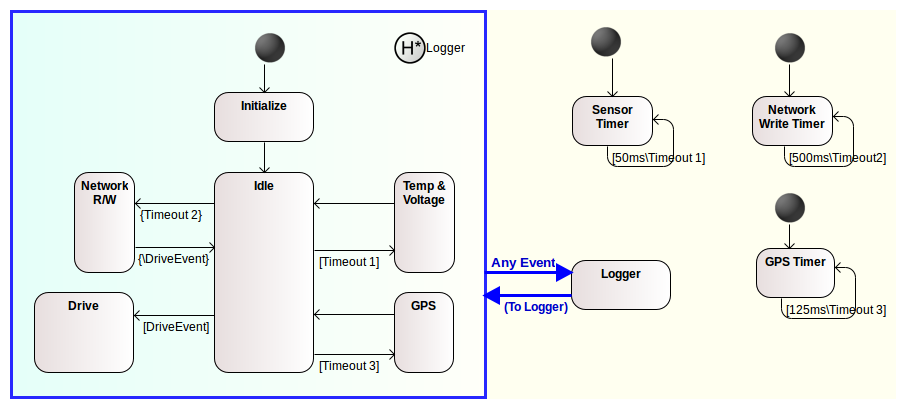 H* Logger
Initialize
Idle
Network
R/W
{Timeout 2}
{\DriveEvent}
Temp &
Voltage
[Timeout 1]
Drive
[DriveEvent]
GPS
[Timeout 3]
Any Event
(To Logger)
Logger
Sensor
Timer
[50ms\Timeout 1]
Network
Write Timer
[500ms\Timeout2]
GPS Timer
[125ms\Timeout 3]